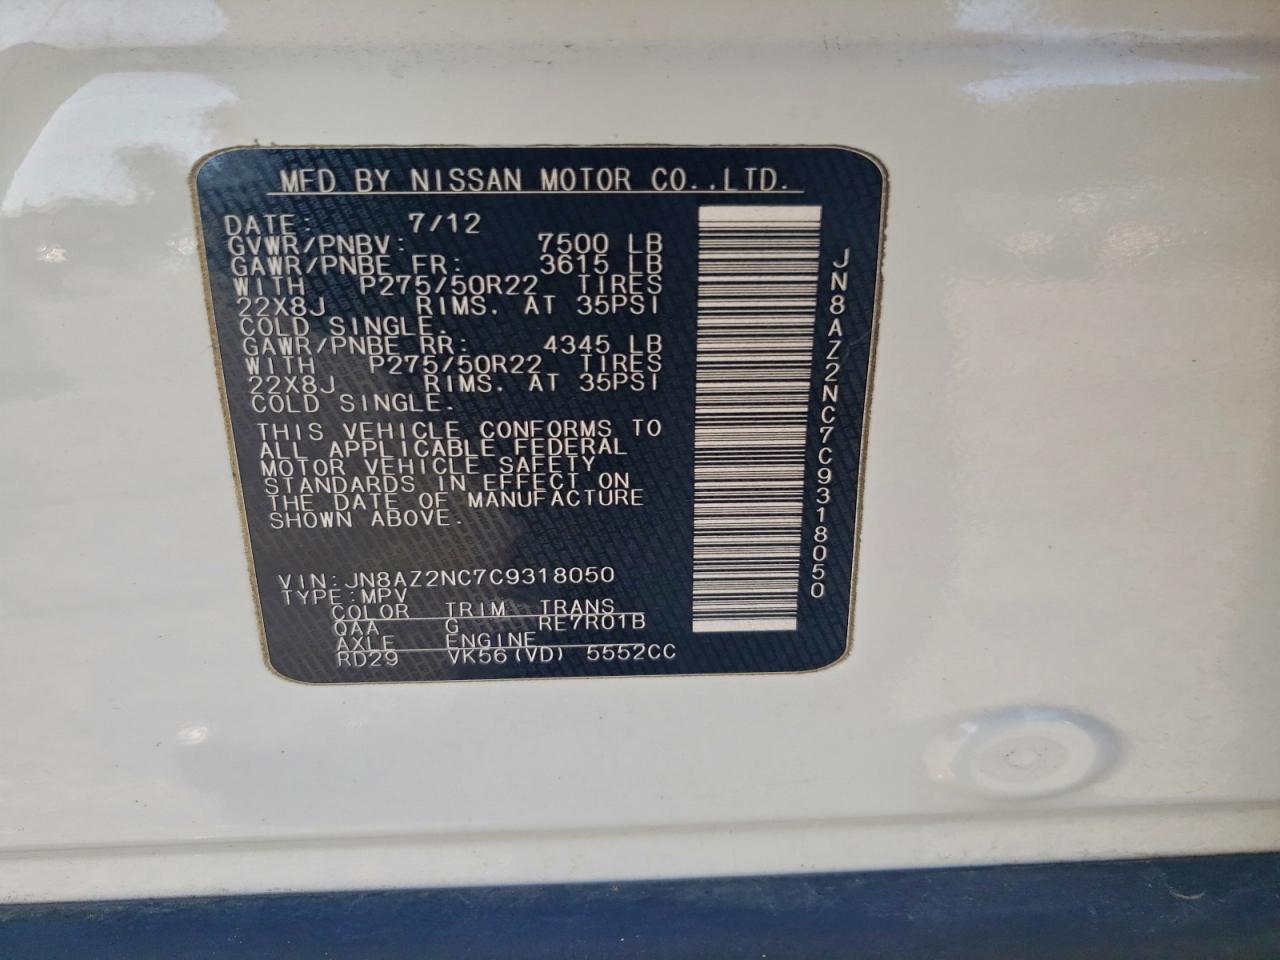 MFD BY NISSAN MOTOR CO.,LTD.
DATE: 7/12
GVWR/PNBV: 7500 LB
GAWR/PNBE FR: 3615 LB
WITH P275/50R22 TIRES
22X8J RIMS. AT 35PSI
COLD SINGLE.
GAWR/PNBE RR: 4345 LB
WITH P275/50R22 TIRES
22X8J RIMS. AT 35PSI
COLD SINGLE.
THIS VEHICLE CONFORMS TO
ALL APPLICABLE FEDERAL
MOTOR VEHICLE SAFETY
STANDARDS IN EFFECT ON
THE DATE OF MANUFACTURE
SHOWN ABOVE.
VIN:JN8AZ2NC7C9318050
TYPE:MPV
COLOR TRIM TRANS
QAA G RE7R01B
AXLE ENGINE
RD29 VK56(VD) 5552CC
JN8AZ2NC7C9318050